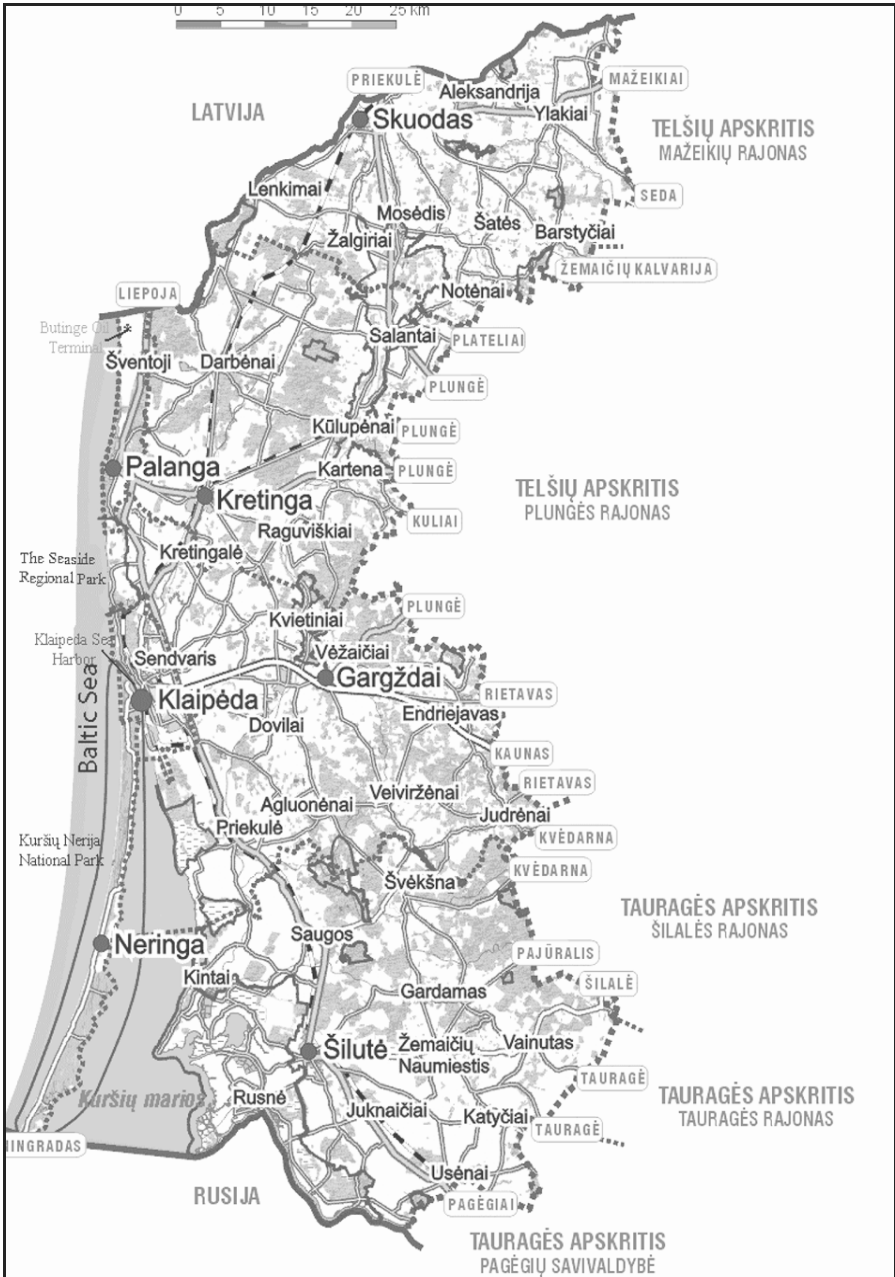 0 5 10 15 20 25 km
PRIEKULĖ
MAŽEIKIAI
Aleksandrija
LATVIJA
Ylakiai
Skuodas
TELŠIŲ APSKRITIS
MAŽEIKIŲ RAJONAS
Lenkimai
SEDA
Mosėdis
Šatės
Barstyčiai
Žalgiriai
ŽEMAIČIŲ KALVARIJA
LIEPOJA
Notėnai
Butinge Oil
Terminal
Salantai
PLATELIAI
Šventoji
Darbėnai
PLUNGĖ
Kūlupėnai
PLUNGĖ
Palanga
Kartena
PLUNGĖ
Kretinga
TELŠIŲ APSKRITIS
PLUNGĖS RAJONAS
KULIAI
Raguviškiai
Kretingalė
The Seaside
Regional Park
PLUNGĖ
Kvietiniai
Klaipeda Sea
Harbor
Vėžaičiai
Sendvaris
Gargždai
RIETAVAS
Klaipėda
Endriejavas
Baltic Sea
Dovilai
KAUNAS
RIETAVAS
Veiviržėnai
Agluonėnai
Judrėnai
Priekulė
KVĖDARNA
Kuršių Nerija
National Park
KVĖDARNA
Švėkšna
TAURAGĖS APSKRITIS
ŠILALĖS RAJONAS
Saugos
Neringa
PAJŪRALIS
Kintai
ŠILALĖ
Gardamas
Šilutė
Žemaičių
Naumiestis
Vainutas
TAURAGĖ
Kuršių marios
Rusnė
TAURAGĖS APSKRITIS
TAURAGĖS RAJONAS
Juknaičiai
Katyčiai
TAURAGĖ
NINGRADAS
Usėnai
RUSIJA
PAGĖGIAI
TAURAGĖS APSKRITIS
PAGĖGIŲ SAVIVALDYBĖ